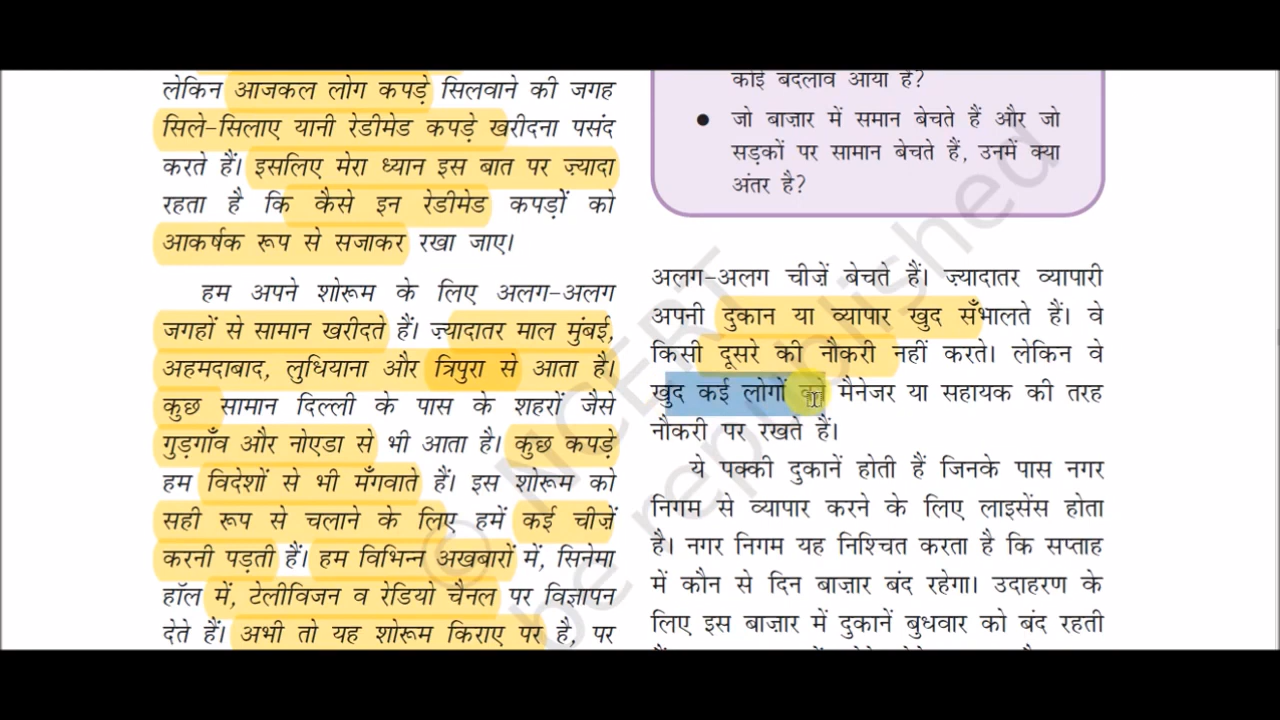 लेकिन आजकल लोग कपड़े सिलवाने की जगह
सिले-सिलाए यानी रेडीमेड कपड़े खरीदना पसंद
करते हैं। इसलिए मेरा ध्यान इस बात पर ज़्यादा
रहता है कि कैसे इन रेडीमेड कपड़ों को
आकर्षक रूप से सजाकर रखा जाए।
हम अपने शोरूम के लिए अलग-अलग
जगहों से सामान खरीदते हैं। ज़्यादातर माल मुंबई,
अहमदाबाद, लुधियाना और त्रिपुरा से आता है।
कुछ सामान दिल्ली के पास के शहरों जैसे
गुड़गाँव और नोएडा से भी आता है। कुछ कपड़े
हम विदेशों से भी मँगवाते हैं। इस शोरूम को
सही रूप से चलाने के लिए हमें कई चीज़ें
करनी पड़ती हैं। हम विभिन्न अखबारों में, सिनेमा
हॉल में, टेलीविजन व रेडियो चैनल पर विज्ञापन
देते हैं। अभी तो यह शोरूम किराए पर है, पर
कोई बदलाव आया है?
● जो बाज़ार में समान बेचते हैं और जो
सड़कों पर सामान बेचते हैं, उनमें क्या
अंतर है?
अलग-अलग चीज़ें बेचते हैं। ज़्यादातर व्यापारी
अपनी दुकान या व्यापार खुद सँभालते हैं। वे
किसी दूसरे की नौकरी नहीं करते। लेकिन वे
खुद कई लोगों को मैनेजर या सहायक की तरह
नौकरी पर रखते हैं।
ये पक्की दुकानें होती हैं जिनके पास नगर
निगम से व्यापार करने के लिए लाइसेंस होता
है। नगर निगम यह निश्चित करता है कि सप्ताह
में कौन से दिन बाज़ार बंद रहेगा। उदाहरण के
लिए इस बाज़ार में दुकानें बुधवार को बंद रहती
© NCERT
be republished